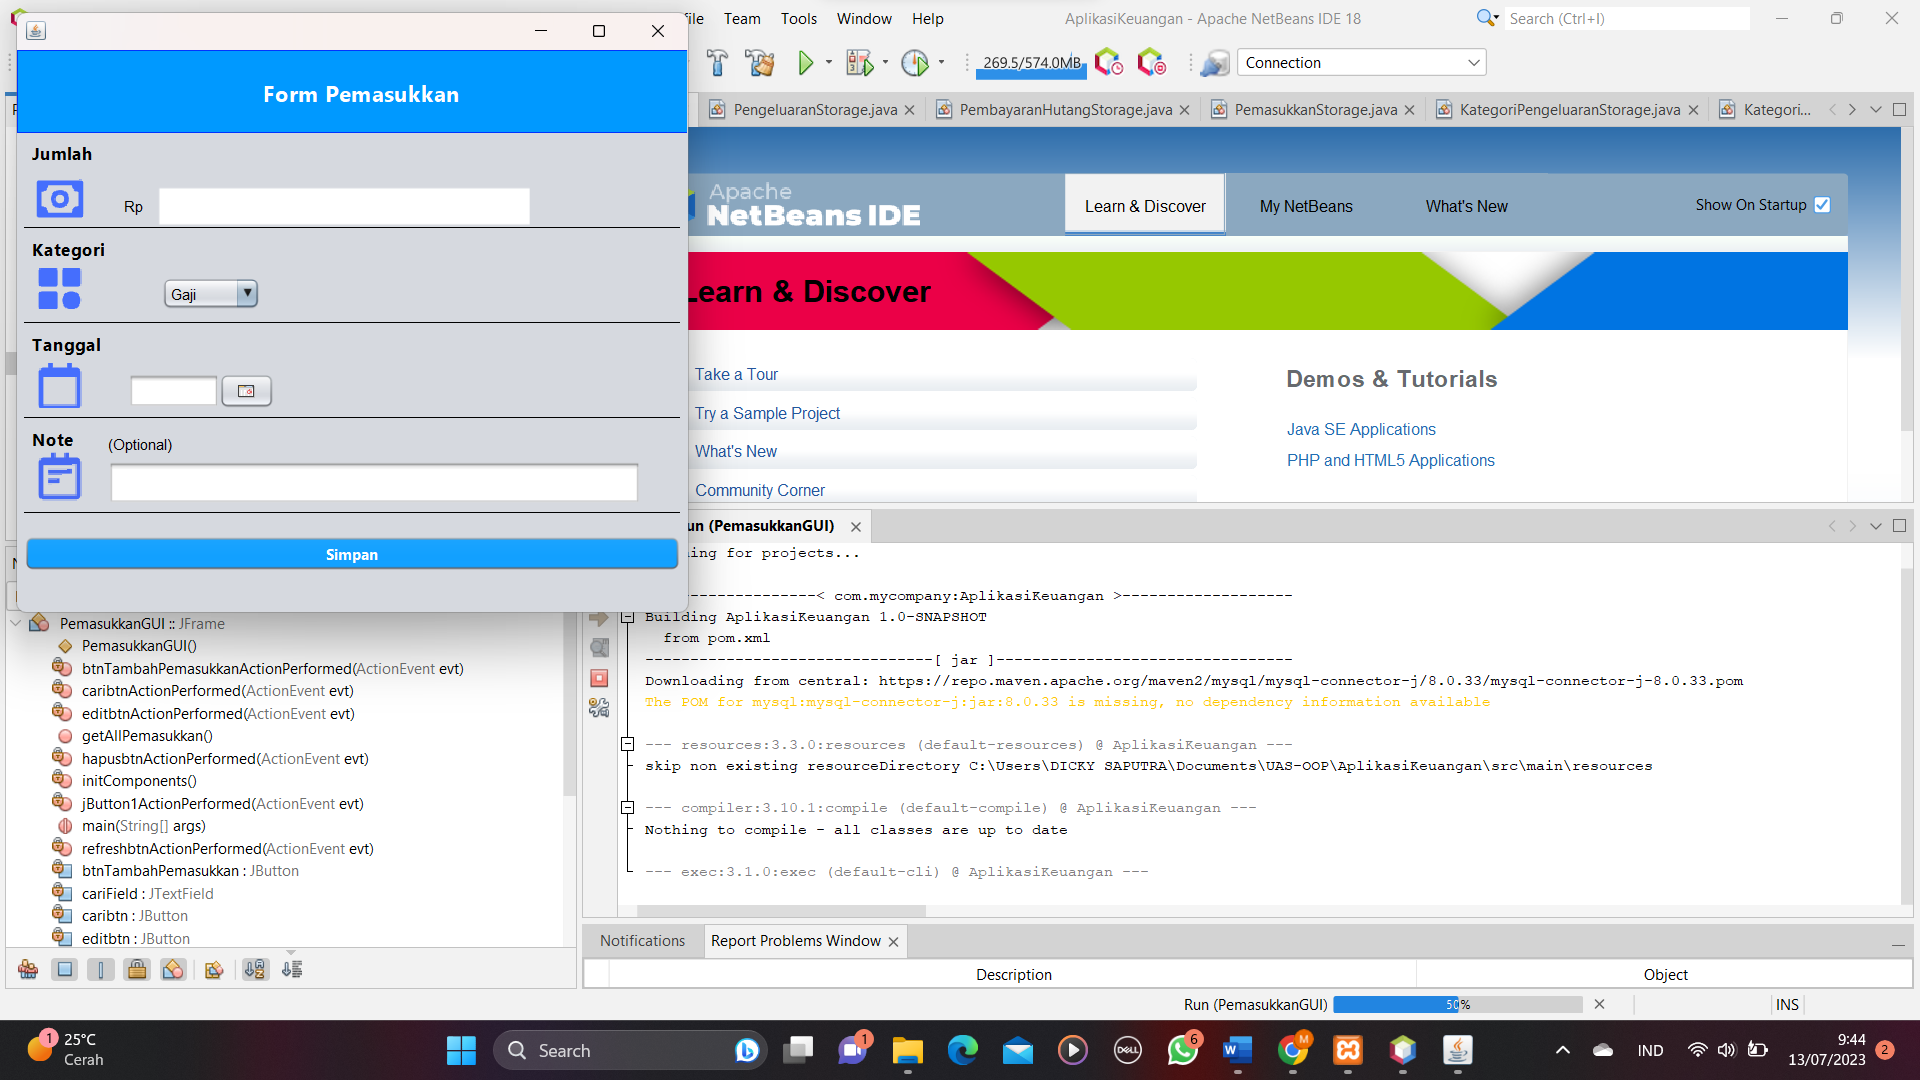 File Team Tools Window Help
AplikasiKeuangan - Apache NetBeans IDE 18
Search (Ctrl+I)
269.5/574.0MB
Connection
PengeluaranStorage.java
PembayaranHutangStorage.java
PemasukkanStorage.java
KategoriPengeluaranStorage.java
Kategori...
Form Pemasukkan
Jumlah
Rp
Kategori
Gaji
Tanggal
Note (Optional)
Simpan
Apache
NetBeans IDE
Learn & Discover
My NetBeans
What's New
Show On Startup
Learn & Discover
Take a Tour
Try a Sample Project
What's New
Community Corner
Demos & Tutorials
Java SE Applications
PHP and HTML5 Applications
un (PemasukkanGUI)
ning for projects...
----------------< com.mycompany:AplikasiKeuangan >-------------------
Building AplikasiKeuangan 1.0-SNAPSHOT
from pom.xml
--------------------------------[ jar ]---------------------------------
Downloading from central: https://repo.maven.apache.org/maven2/mysql/mysql-connector-j/8.0.33/mysql-connector-j-8.0.33.pom
The POM for mysql:mysql-connector-j:jar:8.0.33 is missing, no dependency information available
--- resources:3.3.0:resources (default-resources) @ AplikasiKeuangan ---
skip non existing resourceDirectory C:\Users\DICKY SAPUTRA\Documents\UAS-OOP\AplikasiKeuangan\src\main\resources
--- compiler:3.10.1:compile (default-compile) @ AplikasiKeuangan ---
Nothing to compile - all classes are up to date
--- exec:3.1.0:exec (default-cli) @ AplikasiKeuangan ---
PemasukkanGUI :: JFrame
PemasukkanGUI()
btnTambahPemasukkanActionPerformed(ActionEvent evt)
caribtnActionPerformed(ActionEvent evt)
editbtnActionPerformed(ActionEvent evt)
getAllPemasukkan()
hapusbtnActionPerformed(ActionEvent evt)
initComponents()
jButton1ActionPerformed(ActionEvent evt)
main(String[] args)
refreshbtnActionPerformed(ActionEvent evt)
btnTambahPemasukkan : JButton
cariField : JTextField
caribtn : JButton
editbtn : JButton
Notifications
Report Problems Window
Description
Object
Run (PemasukkanGUI)
50%
INS
1
25°C
Cerah
Search
1
DELL
6
M
IND
9:44
13/07/2023
2